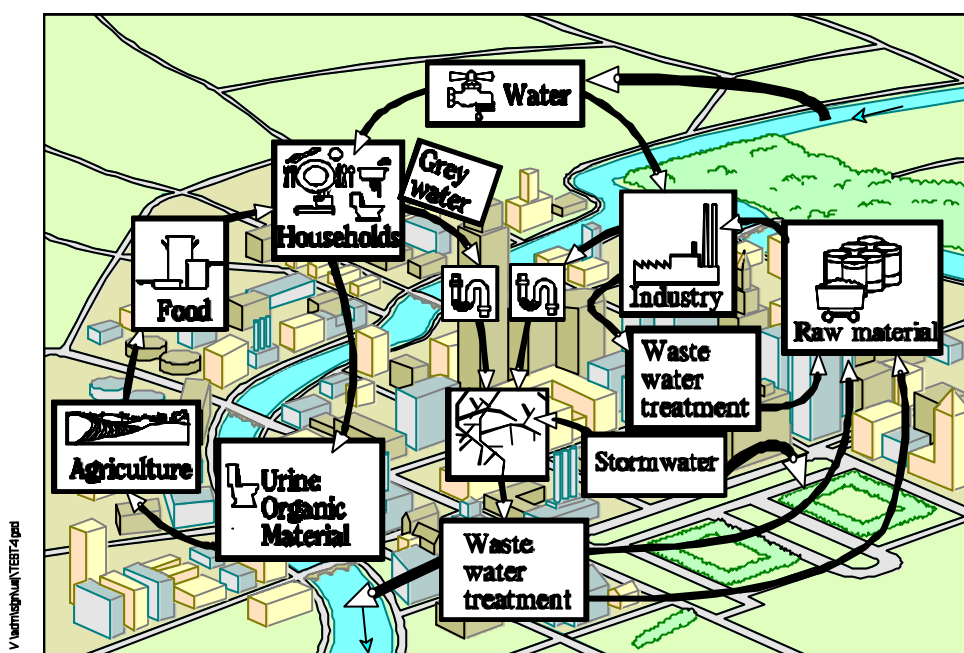 Water
Grey
water
Households
Food
Industry
Raw material
Waste
water
treatment
Agriculture
Stormwater
Urine
Organic
Material
Waste
water
treatment